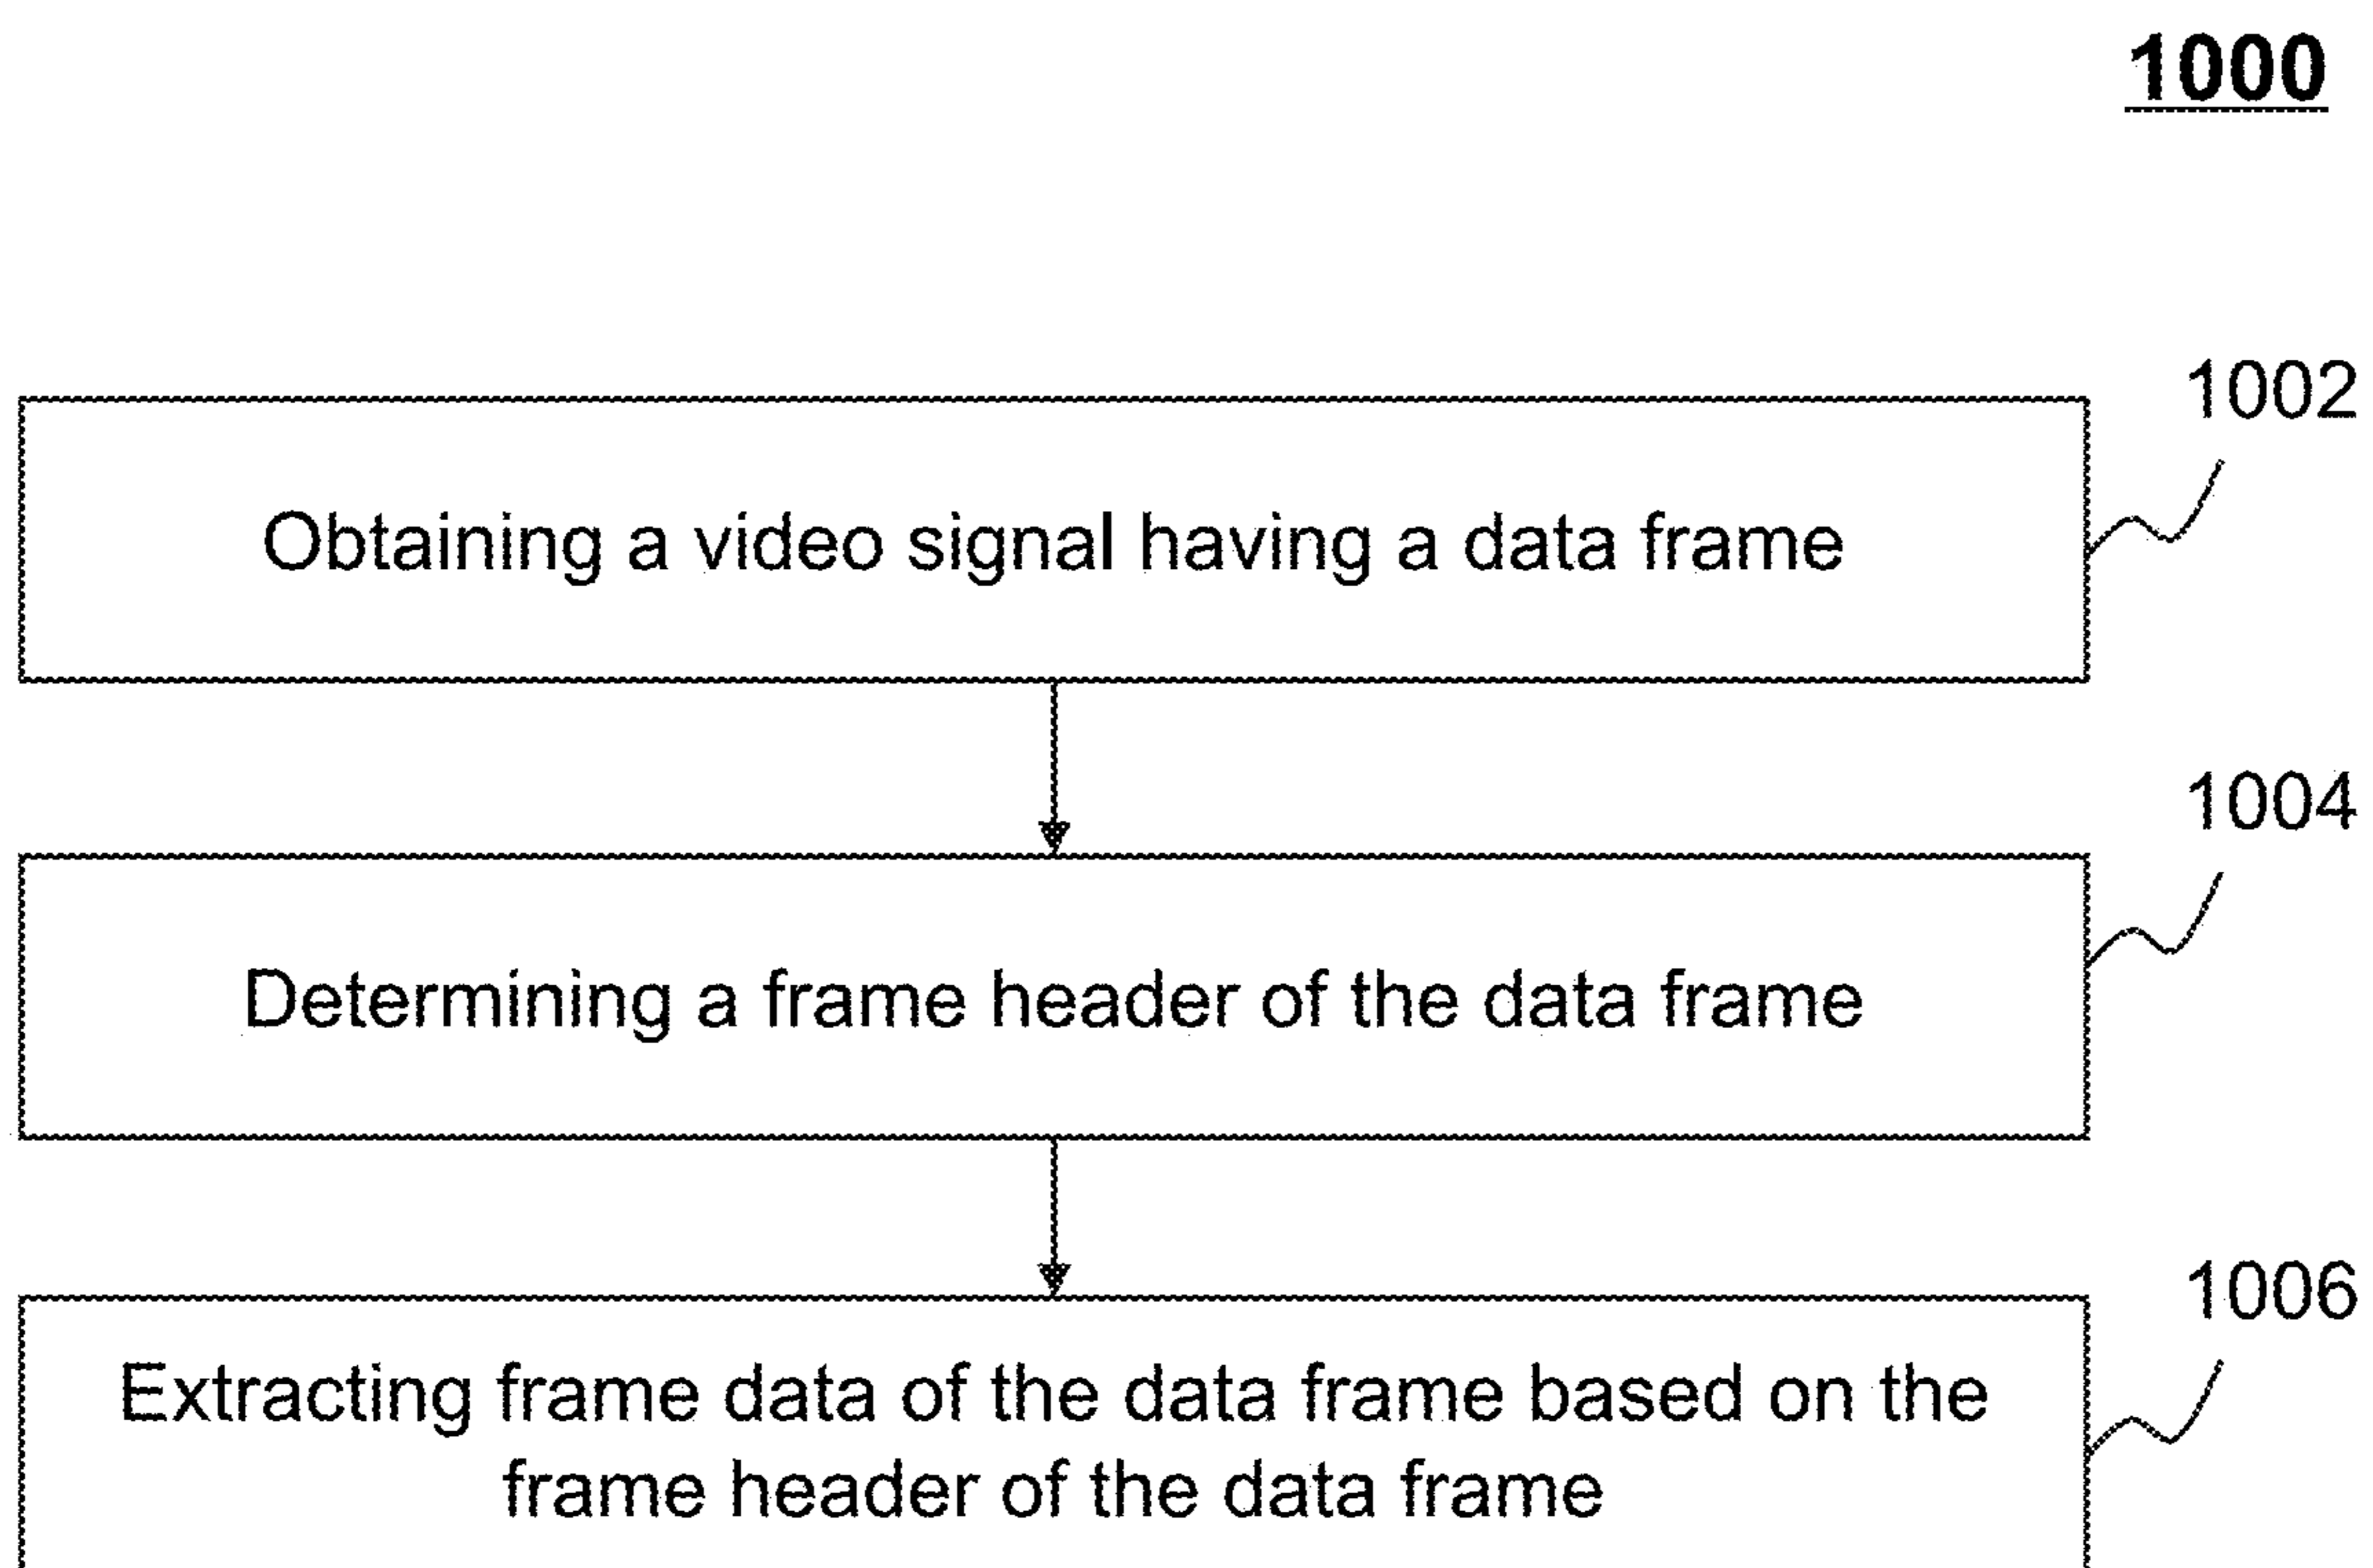 1000
1002
Obtaining a video signal having a data frame
1004
Determining a frame header of the data frame
1006
Extracting frame data of the data frame based on the
frame header of the data frame